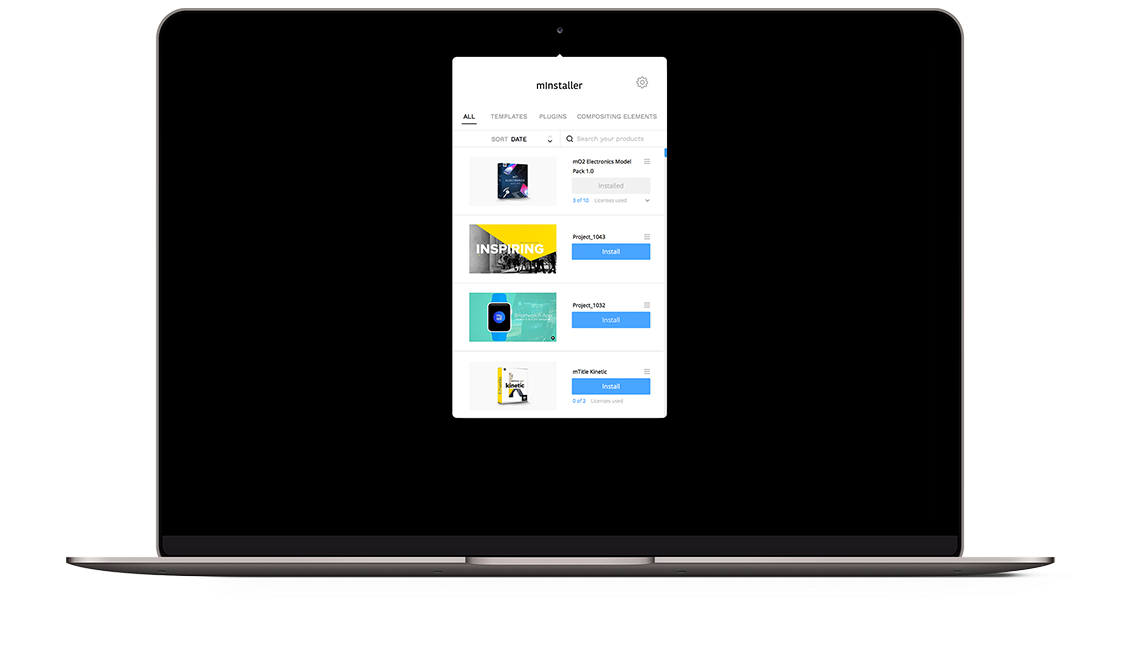 mInstaller
ALL TEMPLATES PLUGINS COMPOSITING ELEMENTS
SORT DATE Search your products
mO2 Electronics Model
Pack 1.0
Installed
3 of 10 Licenses used
INSPIRING
Project_1043
Install
Project_1032
Install
mTitle Kinetic
kinetic
Install
0 of 2 Licenses used